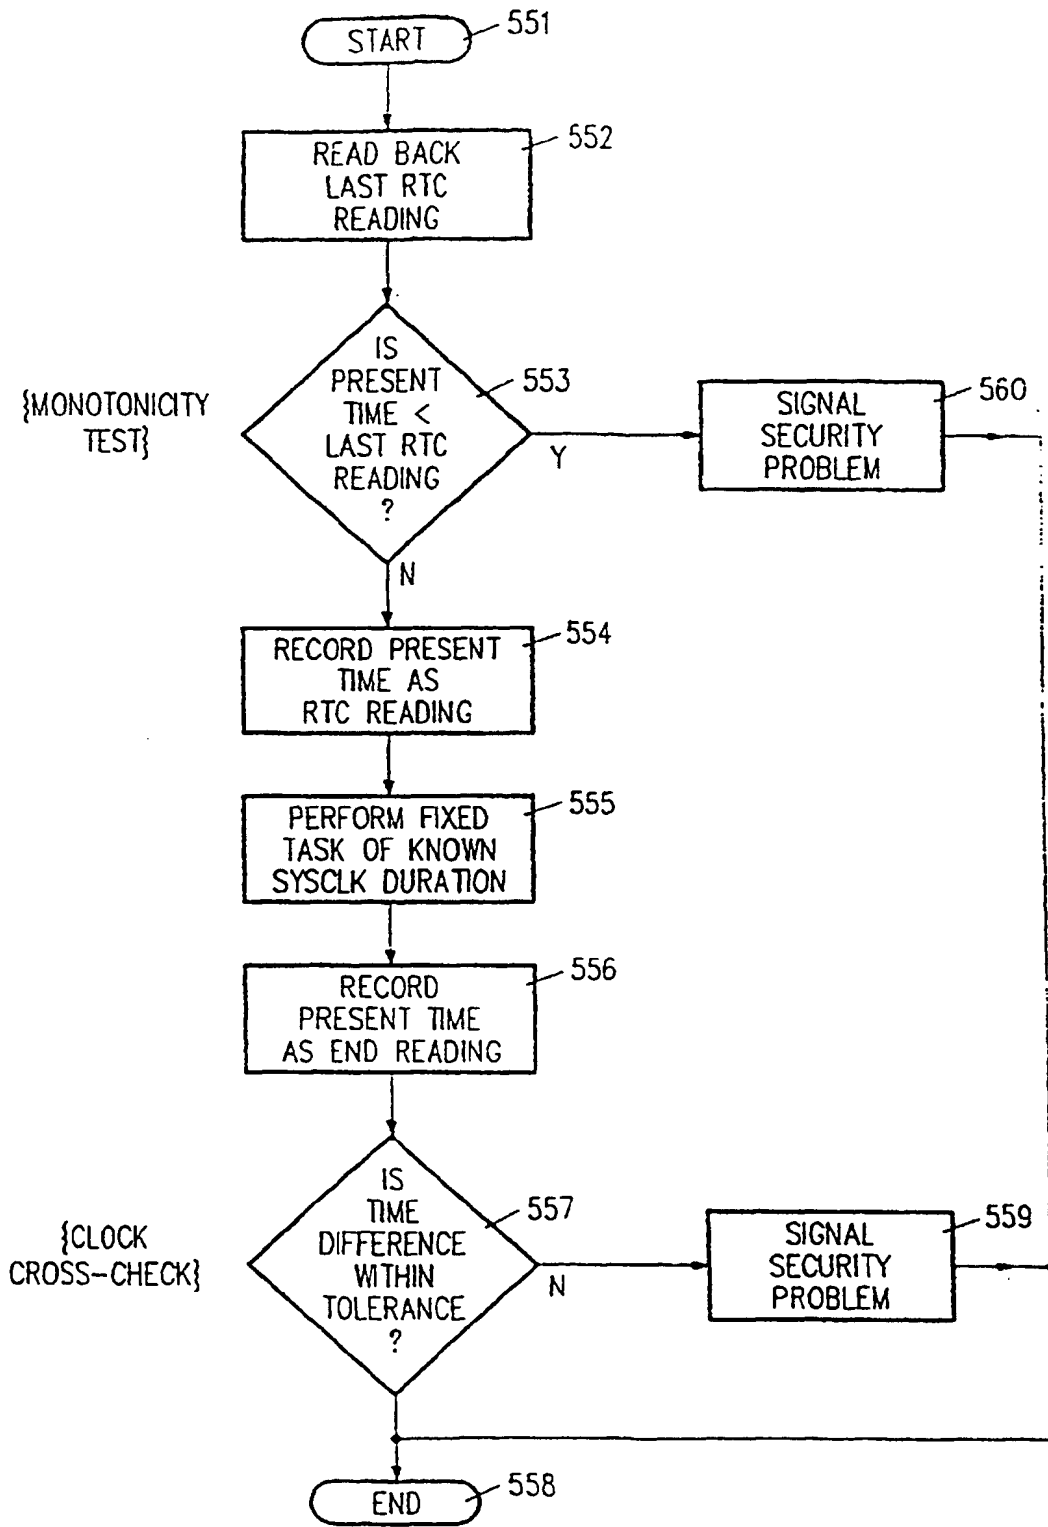 START
551
READ BACK
LAST RTC
READING
552
{MONOTONICITY
TEST}
IS
PRESENT
TIME <
LAST RTC
READING
?
553
Y
SIGNAL
SECURITY
PROBLEM
560
N
RECORD PRESENT
TIME AS
RTC READING
554
PERFORM FIXED
TASK OF KNOWN
SYSCLK DURATION
555
RECORD
PRESENT TIME
AS END READING
556
{CLOCK
CROSS-CHECK}
IS
TIME
DIFFERENCE
WITHIN
TOLERANCE
?
557
N
SIGNAL
SECURITY
PROBLEM
559
END
558